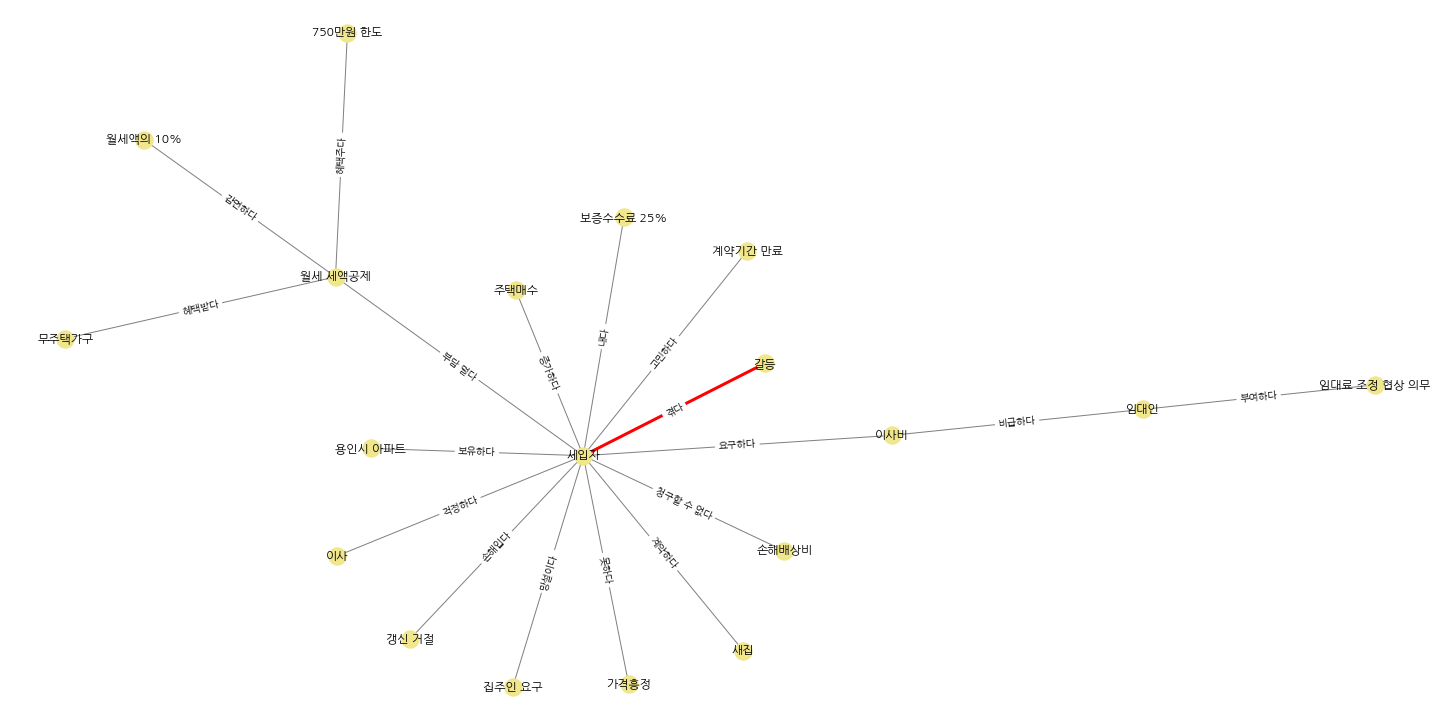 750만원 한도
월세액의 10%
혜택주다
감면하다
보증수수료 25%
계약기간 만료
월세 세액공제
주택매수
혜택받다
무주택가구
내다
고민하다
부담 덜다
증가하다
갈등
임대료 조정 협상 의무
부여하다
겪다
임대인
비급하다
이사비
요구하다
용인시 아파트
보유하다
세입자
걱정하다
청구할 수 없다
손해입다
계약하다
손해배상비
이사
망설이다
못하다
갱신 거절
새집
집주인 요구
가격흥정